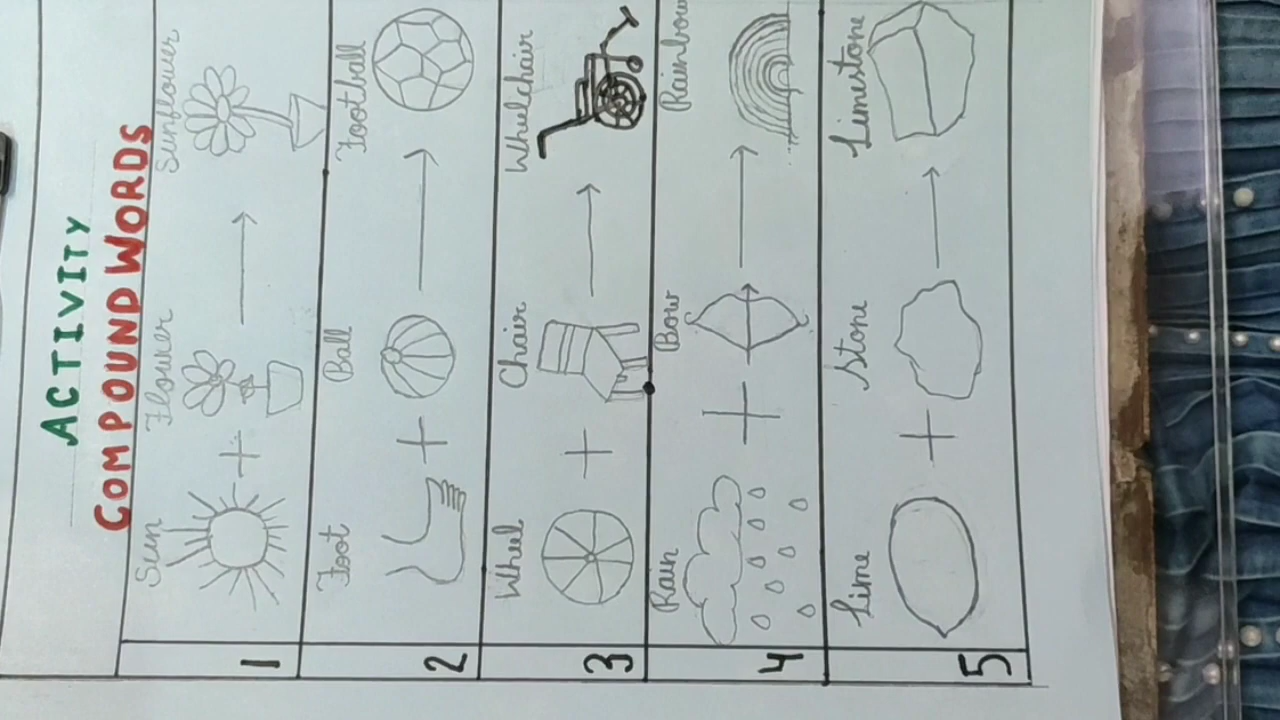 ACTIVITY
COMPOUND WORDS
1 Sun + Flower → Sunflower
2 Foot + Ball → Football
3 Wheel + Chair → Wheelchair
4 Rain + Bow → Rainbow
5 Lime + Stone → Limestone